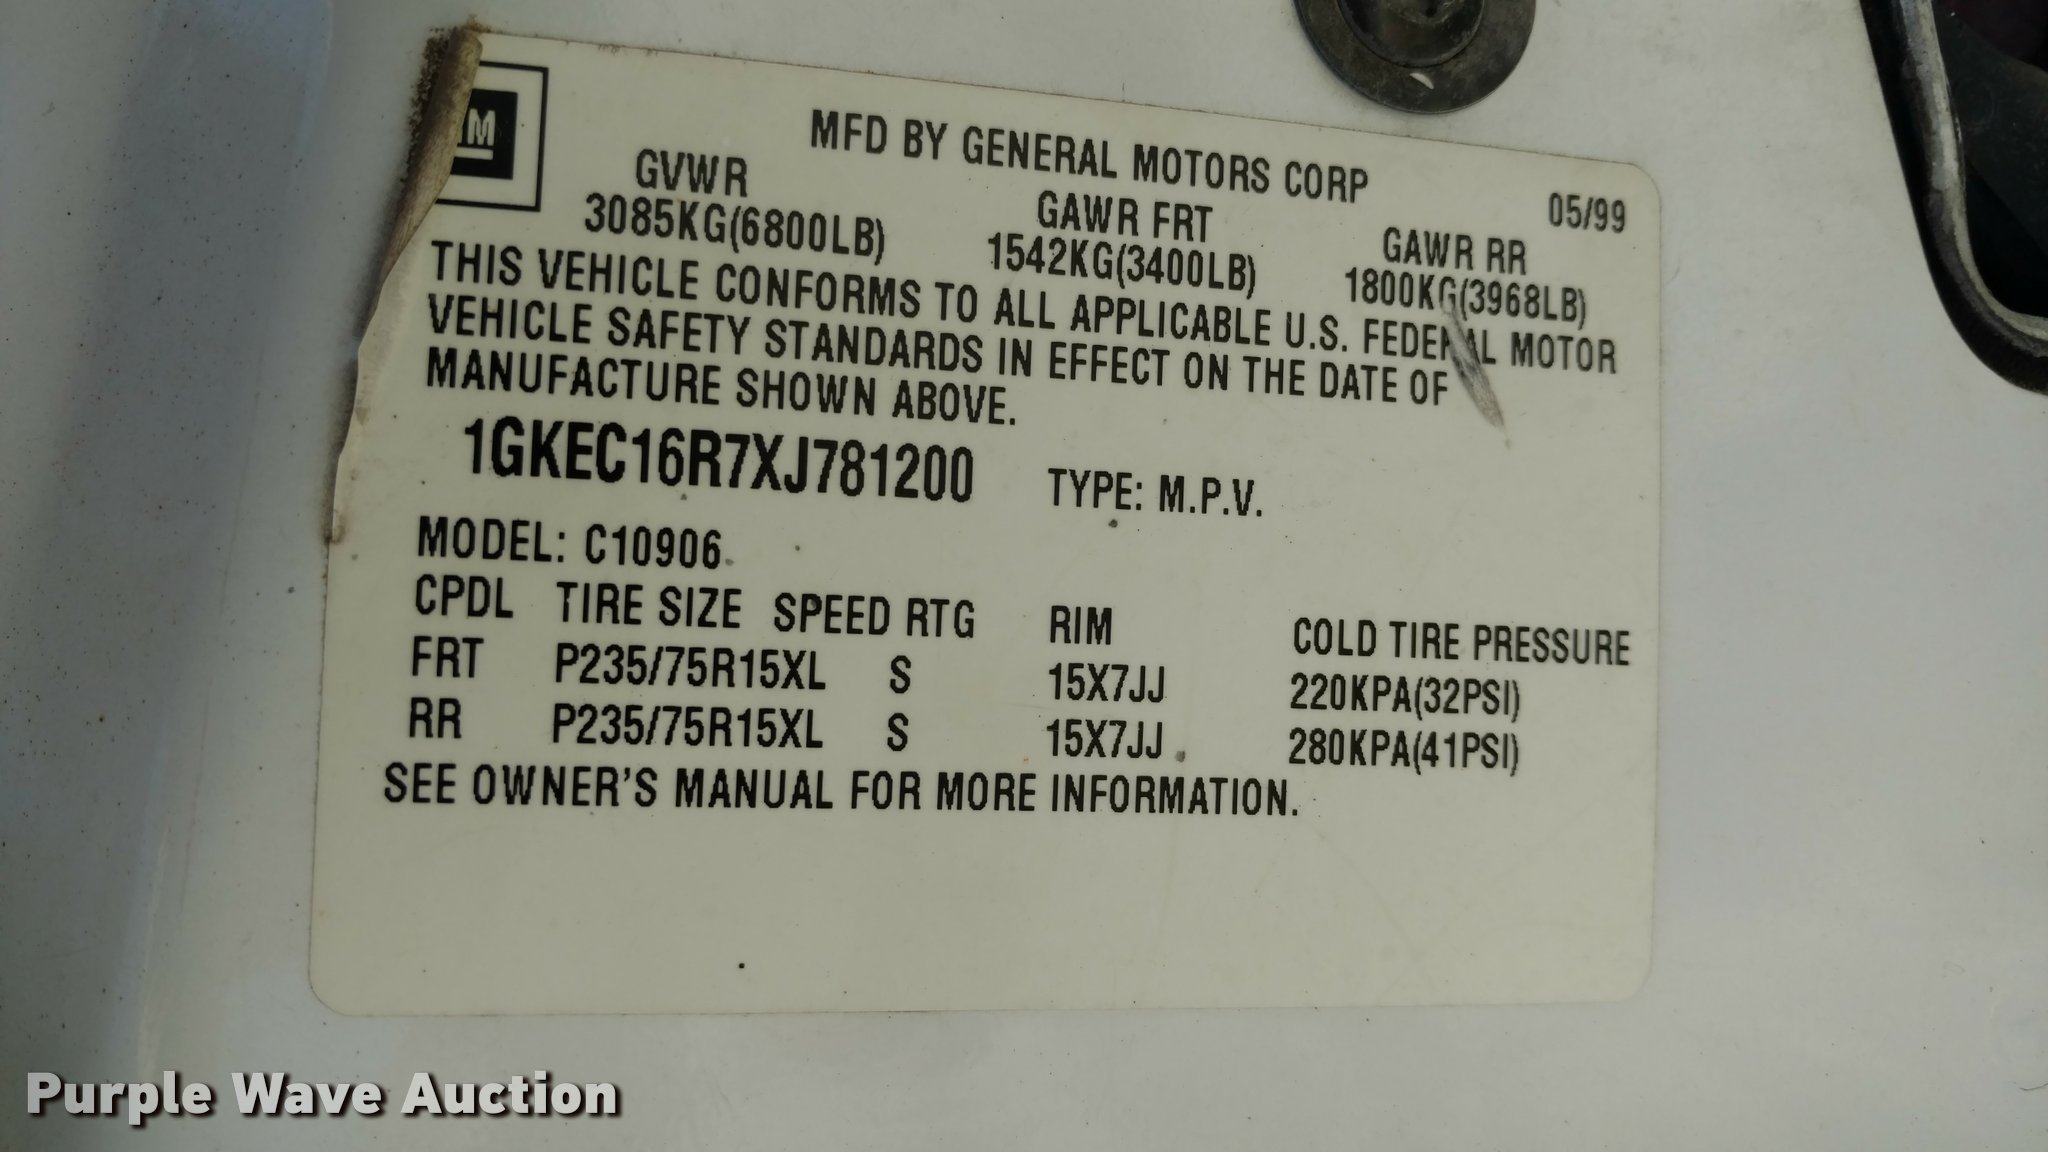 GM
MFD BY GENERAL MOTORS CORP
05/99
GVWR GAWR FRT GAWR RR
3085KG(6800LB) 1542KG(3400LB) 1800KG(3968LB)
THIS VEHICLE CONFORMS TO ALL APPLICABLE U.S. FEDERAL MOTOR
VEHICLE SAFETY STANDARDS IN EFFECT ON THE DATE OF
MANUFACTURE SHOWN ABOVE.
1GKEC16R7XJ781200 TYPE: M.P.V.
MODEL: C10906
CPDL TIRE SIZE SPEED RTG RIM COLD TIRE PRESSURE
FRT P235/75R15XL S 15X7JJ 220KPA(32PSI)
RR P235/75R15XL S 15X7JJ 280KPA(41PSI)
SEE OWNER'S MANUAL FOR MORE INFORMATION.
Purple Wave Auction